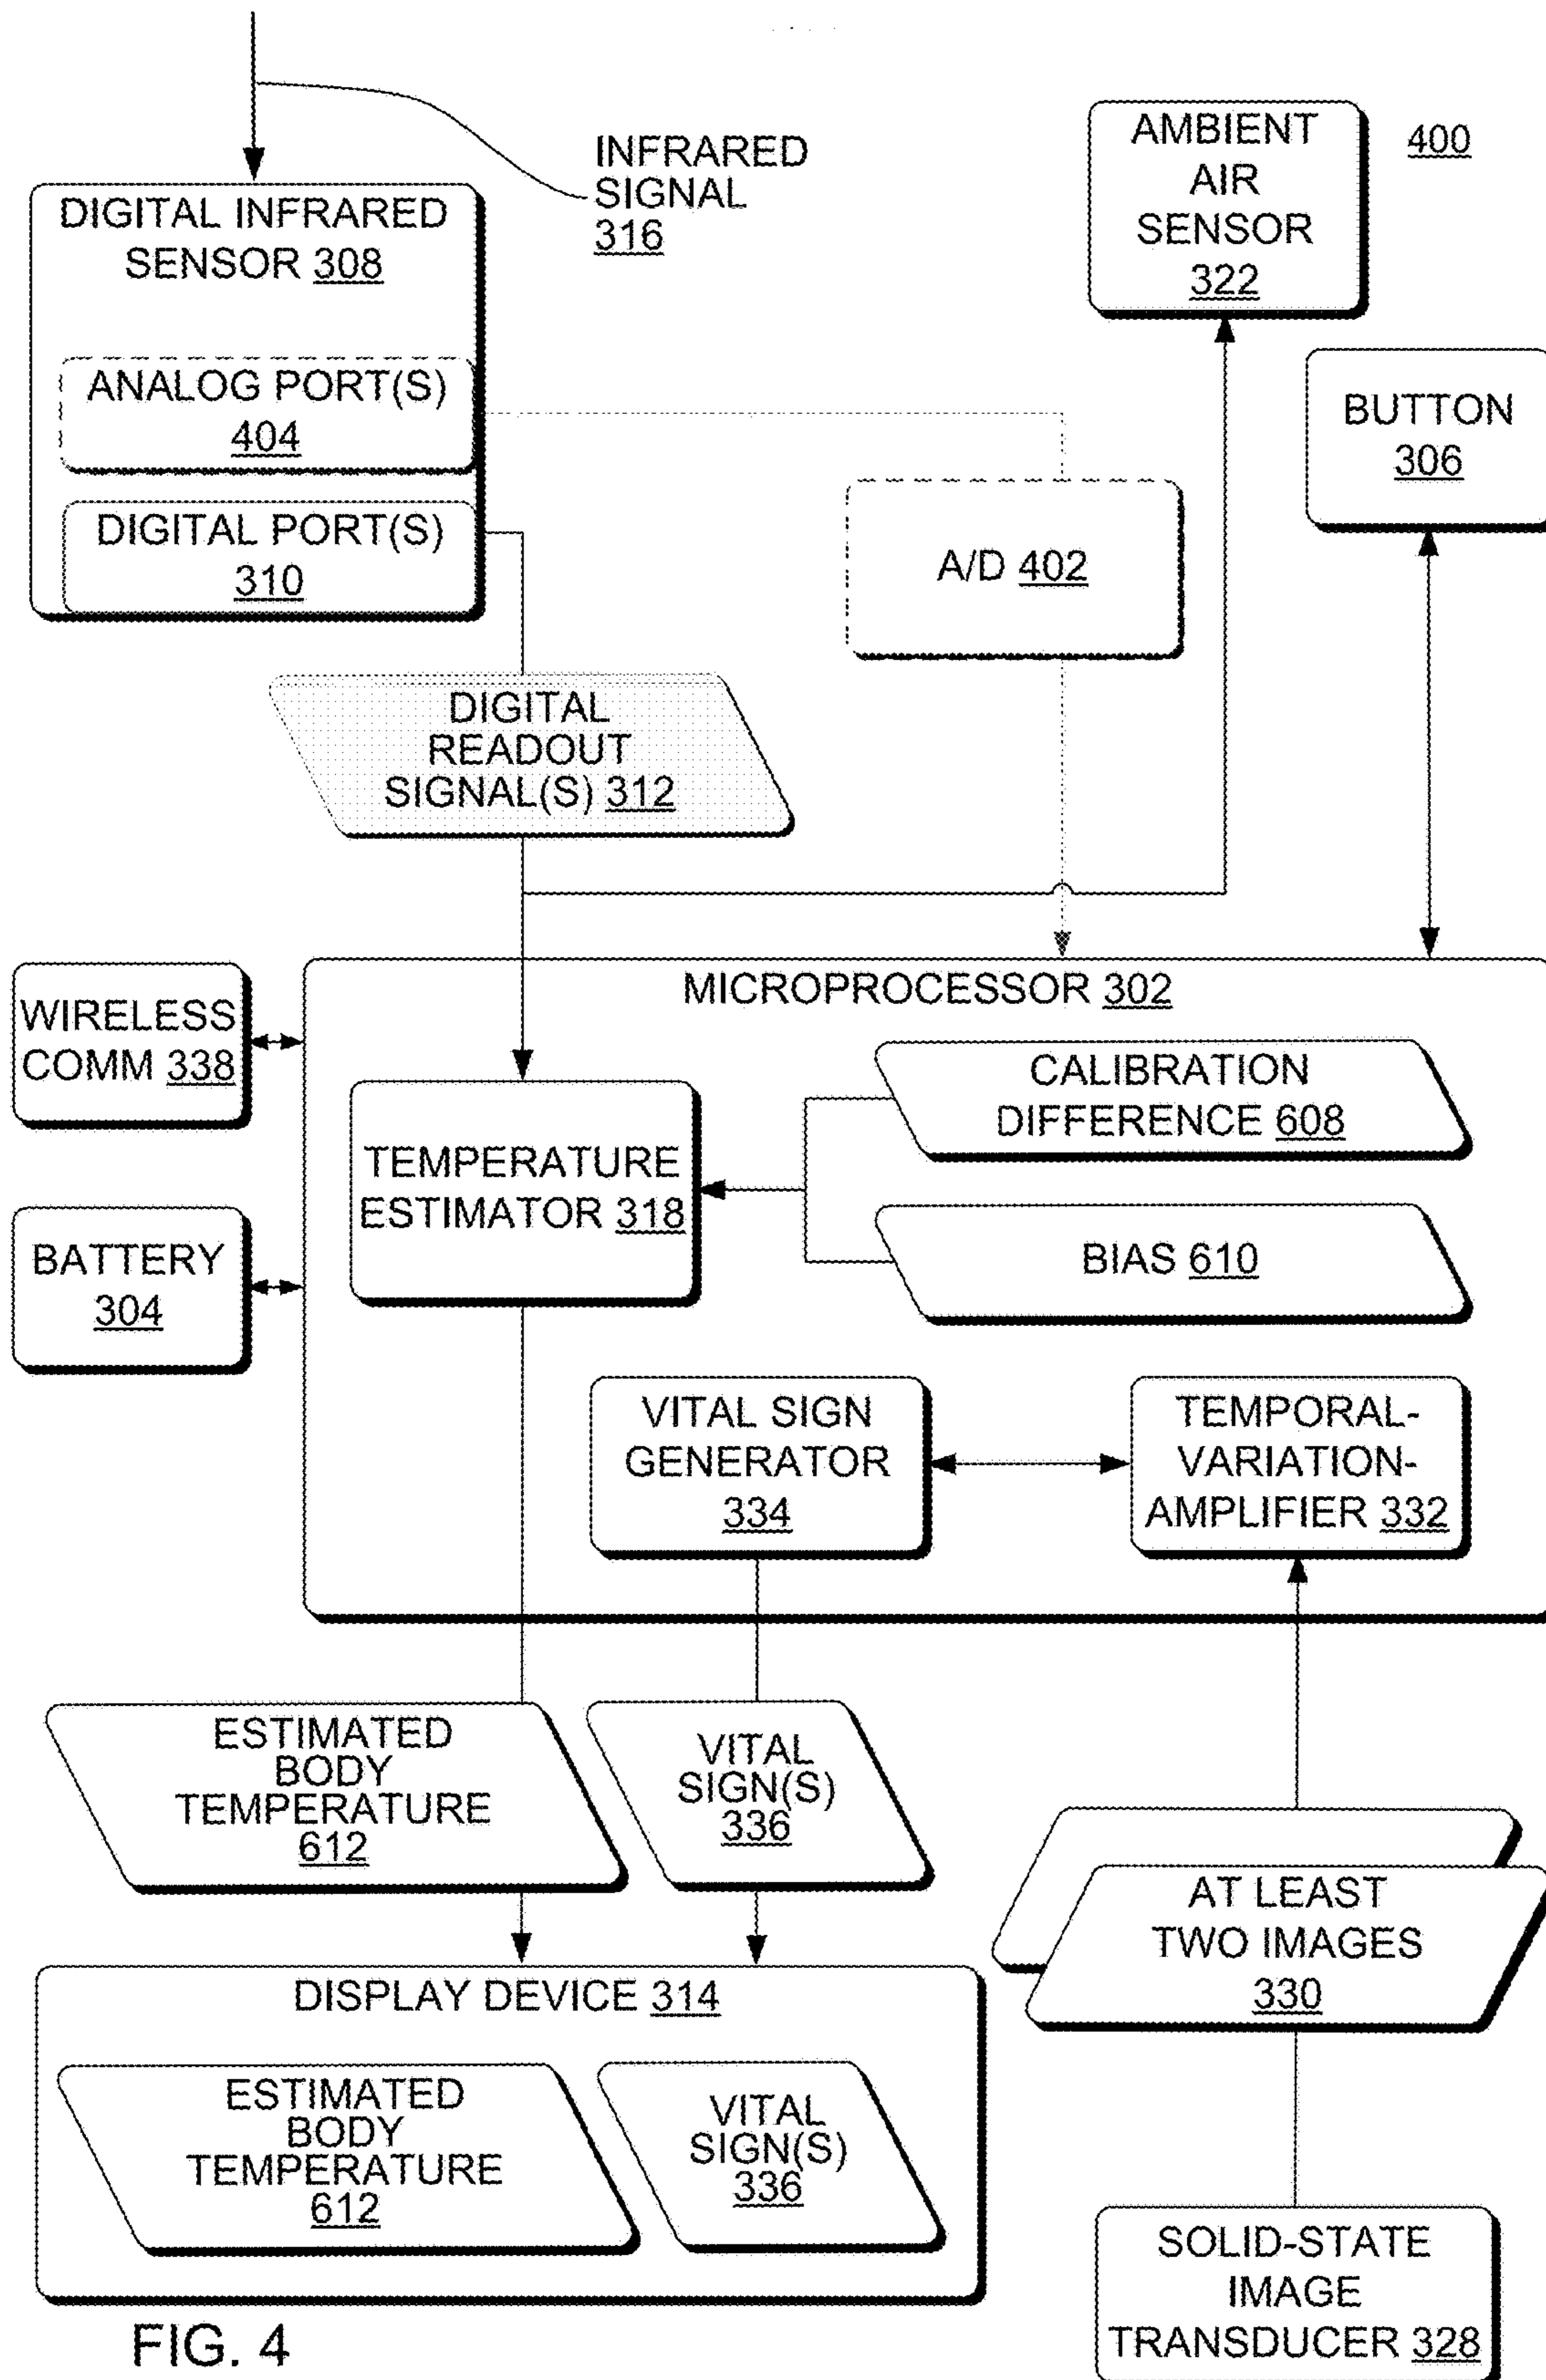 INFRARED
SIGNAL
316
AMBIENT
AIR
SENSOR
322
400
DIGITAL INFRARED
SENSOR 308
ANALOG PORT(S)
404
DIGITAL PORT(S)
310
BUTTON
306
A/D 402
DIGITAL
READOUT
SIGNAL(S) 312
WIRELESS
COMM 338
BATTERY
304
MICROPROCESSOR 302
TEMPERATURE
ESTIMATOR 318
CALIBRATION
DIFFERENCE 608
BIAS 610
VITAL SIGN
GENERATOR
334
TEMPORAL-
VARIATION-
AMPLIFIER 332
ESTIMATED
BODY
TEMPERATURE
612
VITAL
SIGN(S)
336
AT LEAST
TWO IMAGES
330
DISPLAY DEVICE 314
ESTIMATED
BODY
TEMPERATURE
612
VITAL
SIGN(S)
336
SOLID-STATE
IMAGE
TRANSDUCER 328
FIG. 4